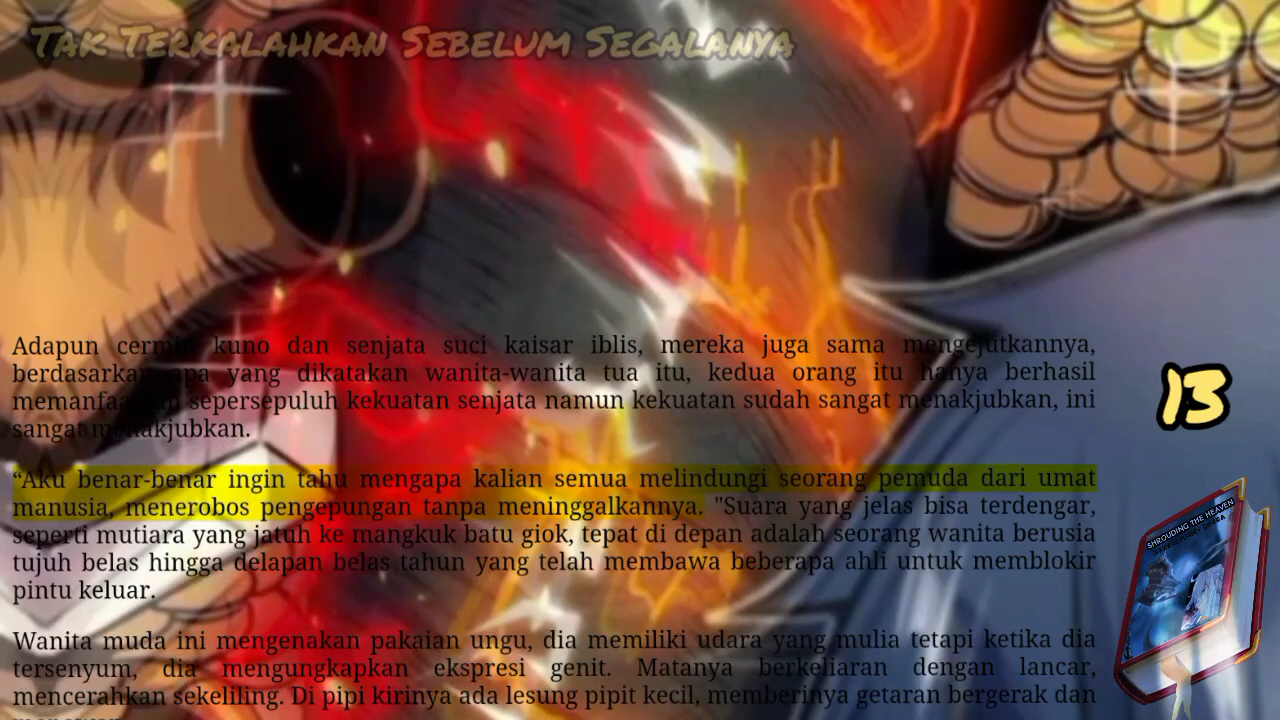 Tak Terkalahkan Sebelum Segalanya
Adapun cermin kuno dan senjata suci kaisar iblis, mereka juga sama mengejutkannya,
berdasarkan apa yang dikatakan wanita-wanita tua itu, kedua orang itu hanya berhasil
memanfaatkan sepersepuluh kekuatan senjata namun kekuatan sudah sangat menakjubkan, ini
sangat menakjubkan.
“Aku benar-benar ingin tahu mengapa kalian semua melindungi seorang pemuda dari umat
manusia, menerobos pengepungan tanpa meninggalkannya. "Suara yang jelas bisa terdengar,
seperti mutiara yang jatuh ke mangkuk batu giok, tepat di depan adalah seorang wanita berusia
tujuh belas hingga delapan belas tahun yang telah membawa beberapa ahli untuk memblokir
pintu keluar.
Wanita muda ini mengenakan pakaian ungu, dia memiliki udara yang mulia tetapi ketika dia
tersenyum, dia mengungkapkan ekspresi genit. Matanya berkeliaran dengan lancar,
mencerahkan sekeliling. Di pipi kirinya ada lesung pipit kecil, memberinya getaran bergerak dan
13
SHROUDING THE HEAVEN